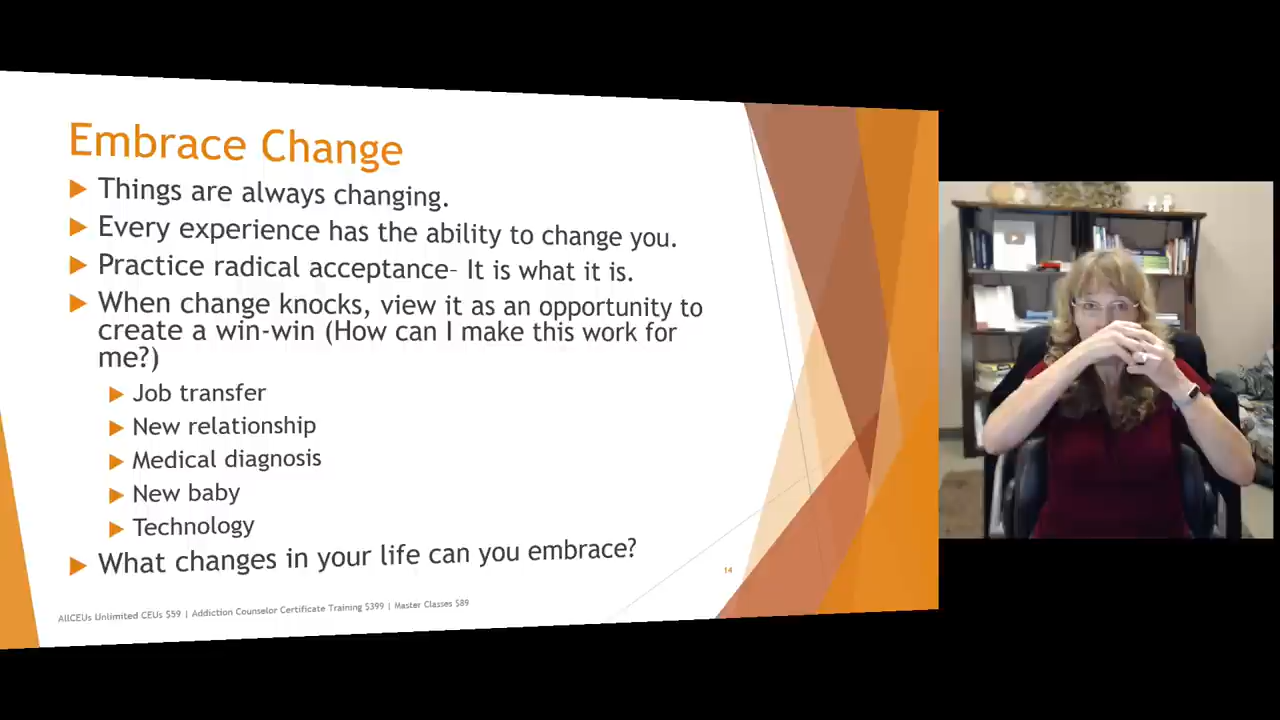 Embrace Change
Things are always changing.
Every experience has the ability to change you.
Practice radical acceptance– It is what it is.
When change knocks, view it as an opportunity to
create a win-win (How can I make this work for
me?)
Job transfer
New relationship
Medical diagnosis
New baby
Technology
What changes in your life can you embrace?
14
AllCEUs Unlimited CEUs $59 | Addiction Counselor Certificate Training $399 | Master Classes $89